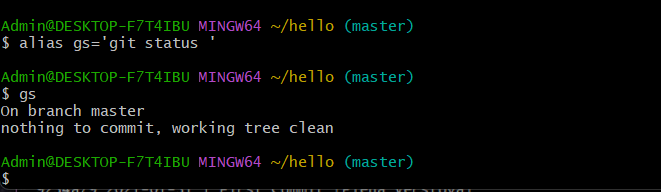 Admin@DESKTOP-F7T4IBU MINGW64 ~/hello (master)
$ alias gs='git status '
Admin@DESKTOP-F7T4IBU MINGW64 ~/hello (master)
$ gs
On branch master
nothing to commit, working tree clean
Admin@DESKTOP-F7T4IBU MINGW64 ~/hello (master)
$